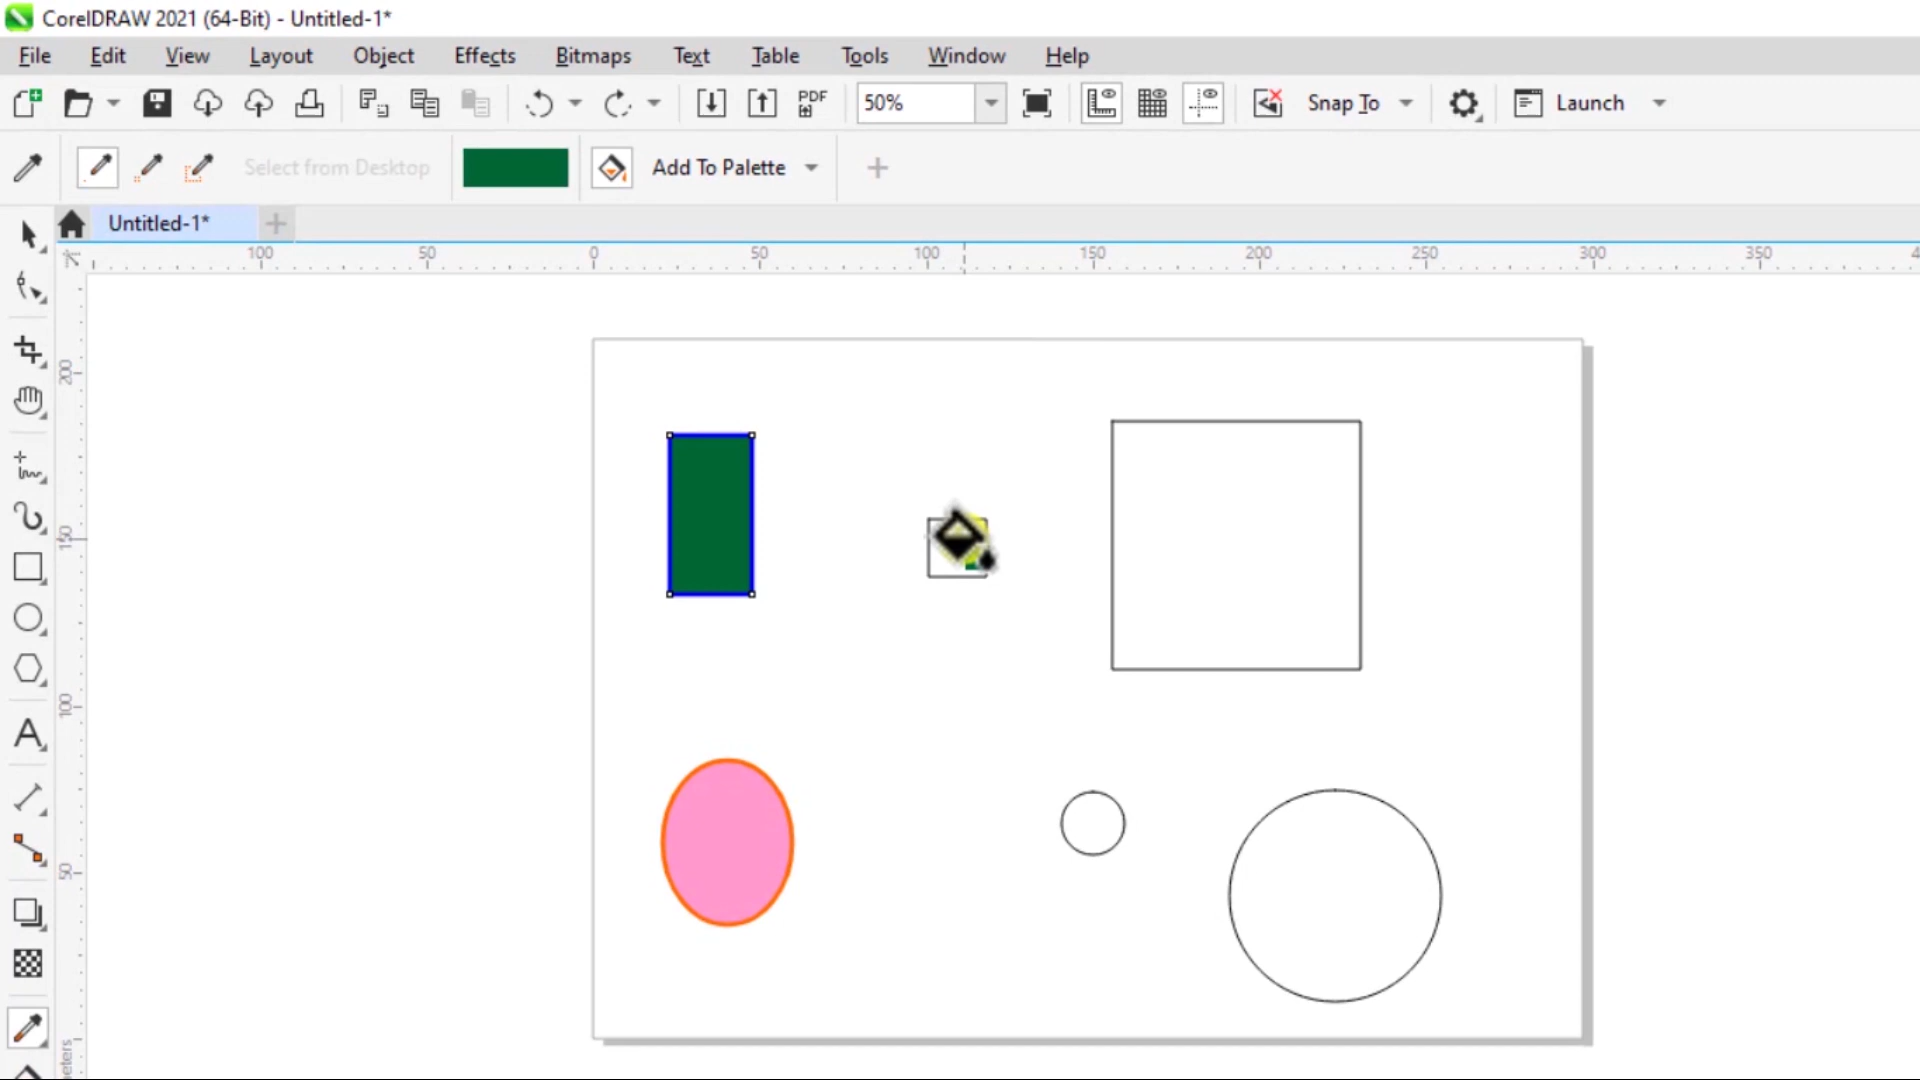 CorelDRAW 2021 (64-Bit) - Untitled-1*
File Edit View Layout Object Effects Bitmaps Text Table Tools Window Help
PDF 50% Snap To Launch
Select from Desktop Add To Palette
Untitled-1*
100 50 0 50 100 150 200 250 300 350
200
150
100
50